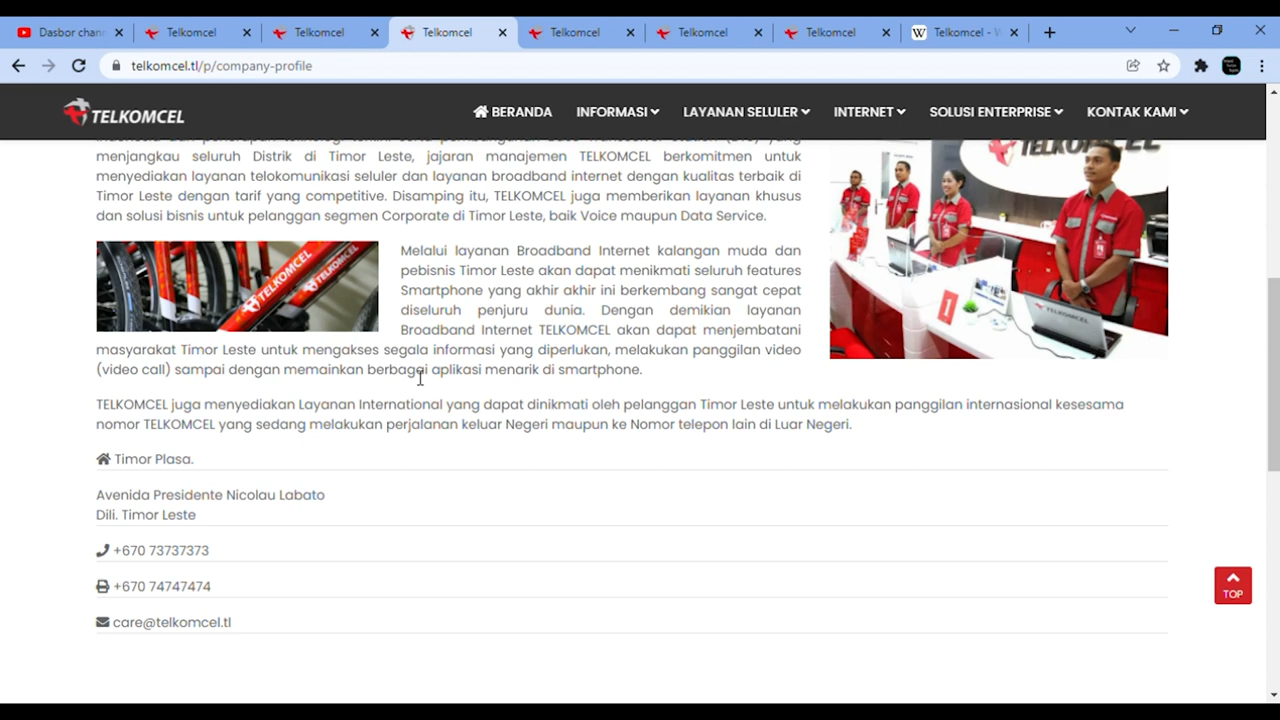 Dasbor chann
Telkomcel
Telkomcel
Telkomcel
Telkomcel
Telkomcel
Telkomcel
Telkomcel - W
telkomcel.tl/p/company-profile
TELKOMCEL
BERANDA
INFORMASI
LAYANAN SELULER
INTERNET
SOLUSI ENTERPRISE
KONTAK KAMI
menjangkau seluruh Distrik di Timor Leste, jajaran manajemen TELKOMCEL berkomitmen untuk
menyediakan layanan telokomunikasi seluler dan layanan broadband internet dengan kualitas terbaik di
Timor Leste dengan tarif yang competitive. Disamping itu, TELKOMCEL juga memberikan layanan khusus
dan solusi bisnis untuk pelanggan segmen Corporate di Timor Leste, baik Voice maupun Data Service.
TELKOMCEL
1
TELKOMCEL
TELKOMCEL
Melalui layanan Broadband Internet kalangan muda dan
pebisnis Timor Leste akan dapat menikmati seluruh features
Smartphone yang akhir akhir ini berkembang sangat cepat
diseluruh penjuru dunia. Dengan demikian layanan
Broadband Internet TELKOMCEL akan dapat menjembatani
masyarakat Timor Leste untuk mengakses segala informasi yang diperlukan, melakukan panggilan video
(video call) sampai dengan memainkan berbagai aplikasi menarik di smartphone.
TELKOMCEL juga menyediakan Layanan International yang dapat dinikmati oleh pelanggan Timor Leste untuk melakukan panggilan internasional kesesama
nomor TELKOMCEL yang sedang melakukan perjalanan keluar Negeri maupun ke Nomor telepon lain di Luar Negeri.
Timor Plasa.
Avenida Presidente Nicolau Labato
Dili. Timor Leste
+670 73737373
+670 74747474
care@telkomcel.tl
TOP